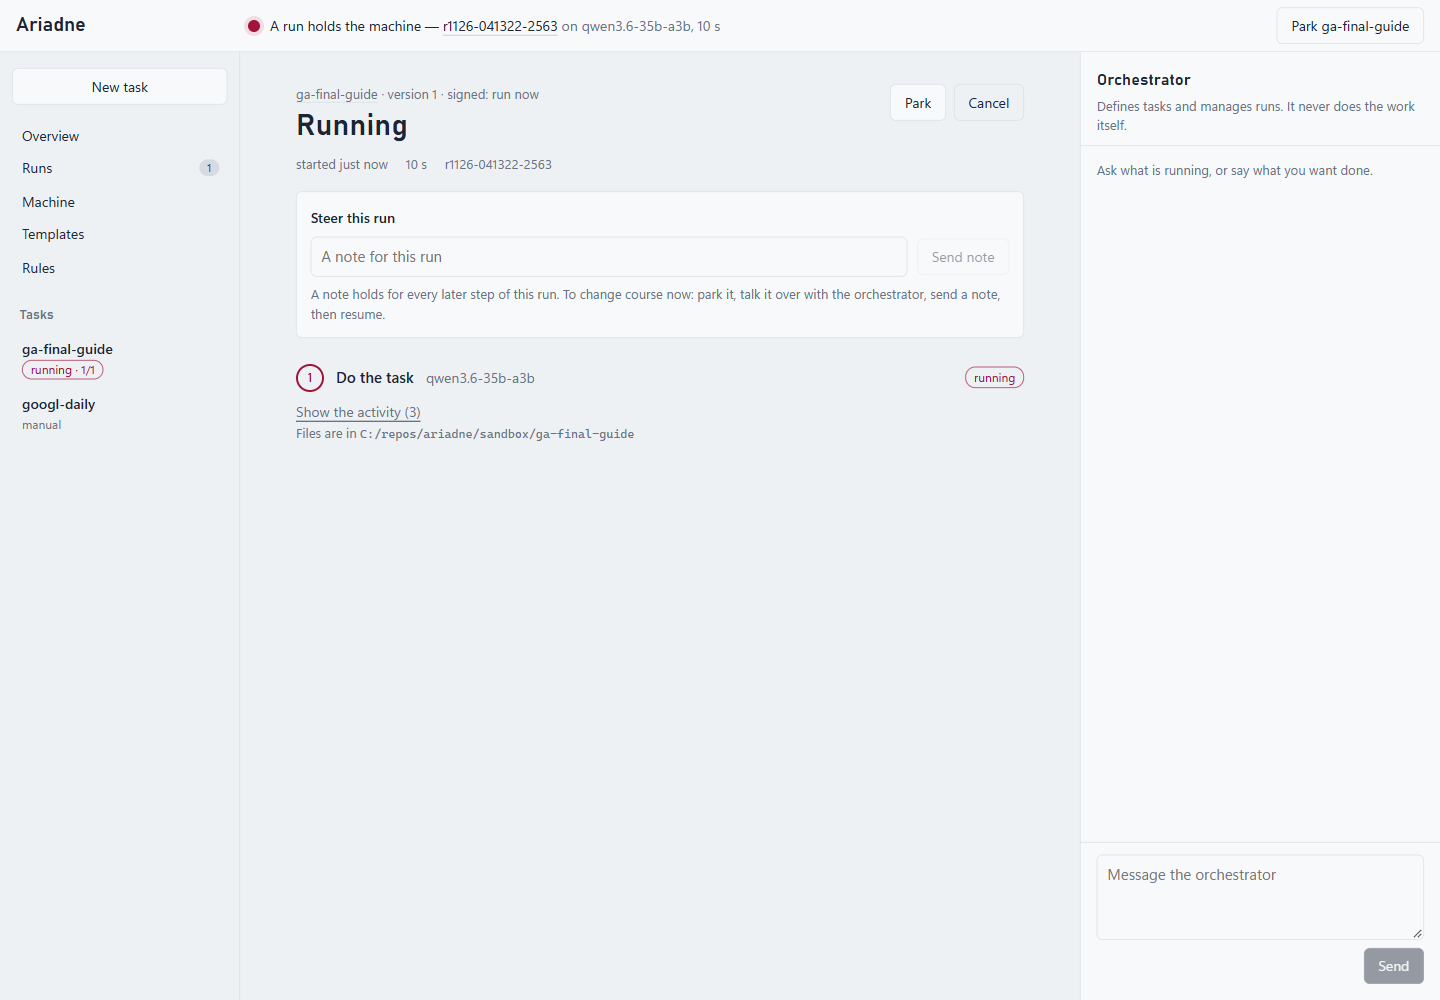 Ariadne
A run holds the machine — r1126-041322-2563 on qwen3.6-35b-a3b, 10 s
Park ga-final-guide
New task
Overview
Runs 1
Machine
Templates
Rules
Tasks
ga-final-guide
running · 1/1
googl-daily
manual
ga-final-guide · version 1 · signed: run now
Running
Park
Cancel
started just now 10 s r1126-041322-2563
Steer this run
A note for this run
Send note
A note holds for every later step of this run. To change course now: park it, talk it over with the orchestrator, send a note,
then resume.
1 Do the task qwen3.6-35b-a3b running
Show the activity (3)
Files are in C:/repos/ariadne/sandbox/ga-final-guide
Orchestrator
Defines tasks and manages runs. It never does the work
itself.
Ask what is running, or say what you want done.
Message the orchestrator
Send